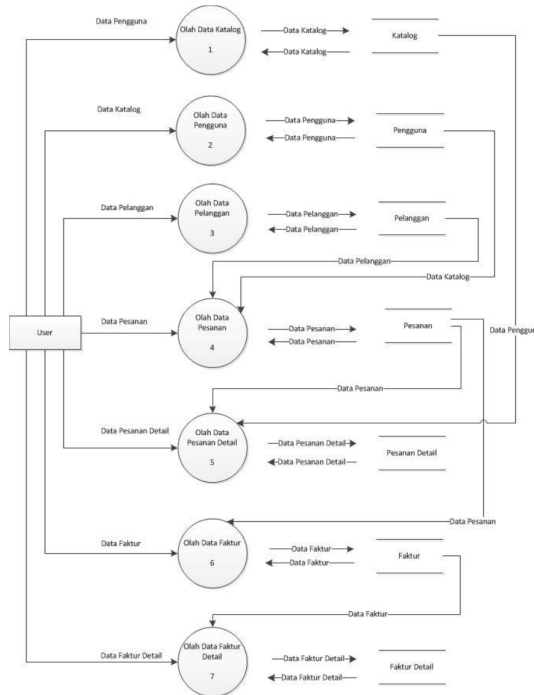 Data Pengguna
Olah Data Katalog
1
Data Katalog
Data Katalog
Katalog
Data Katalog
Olah Data
Pengguna
2
Data Pengguna
Data Pengguna
Pengguna
Data Pelanggan
Olah Data
Pelanggan
3
Data Pelanggan
Data Pelanggan
Pelanggan
Data Pelanggan
Data Katalog
User
Data Pesanan
Olah Data
Pesanan
4
Data Pesanan
Data Pesanan
Pesanan
Data Penggu
Data Pesanan
Data Pesanan Detail
Olah Data
Pesanan Detail
5
Data Pesanan Detail
Data Pesanan Detail
Pesanan Detail
Data Pesanan
Data Faktur
Olah Data Faktur
6
Data Faktur
Data Faktur
Faktur
Data Faktur
Data Faktur Detail
Olah Data Faktur
Detail
7
Data Faktur Detail
Data Faktur Detail
Faktur Detail